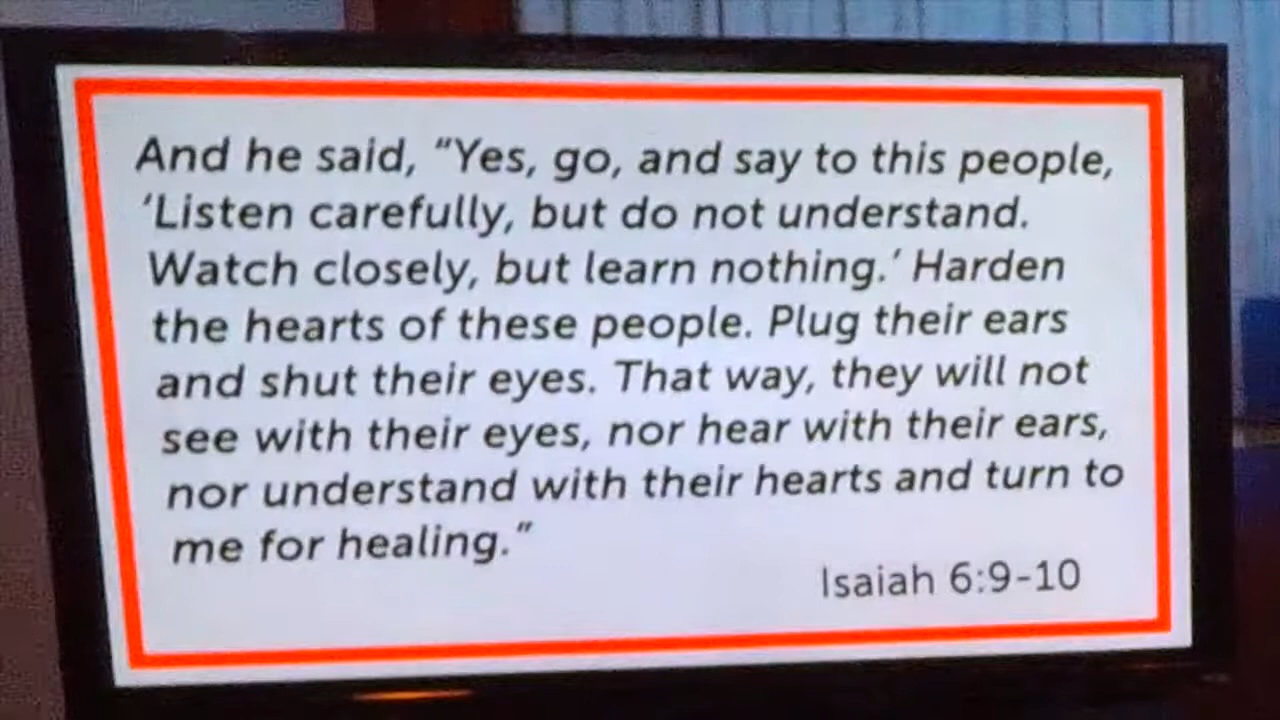 And he said, “Yes, go, and say to this people,
‘Listen carefully, but do not understand.
Watch closely, but learn nothing.’ Harden
the hearts of these people. Plug their ears
and shut their eyes. That way, they will not
see with their eyes, nor hear with their ears,
nor understand with their hearts and turn to
me for healing.”
Isaiah 6:9-10